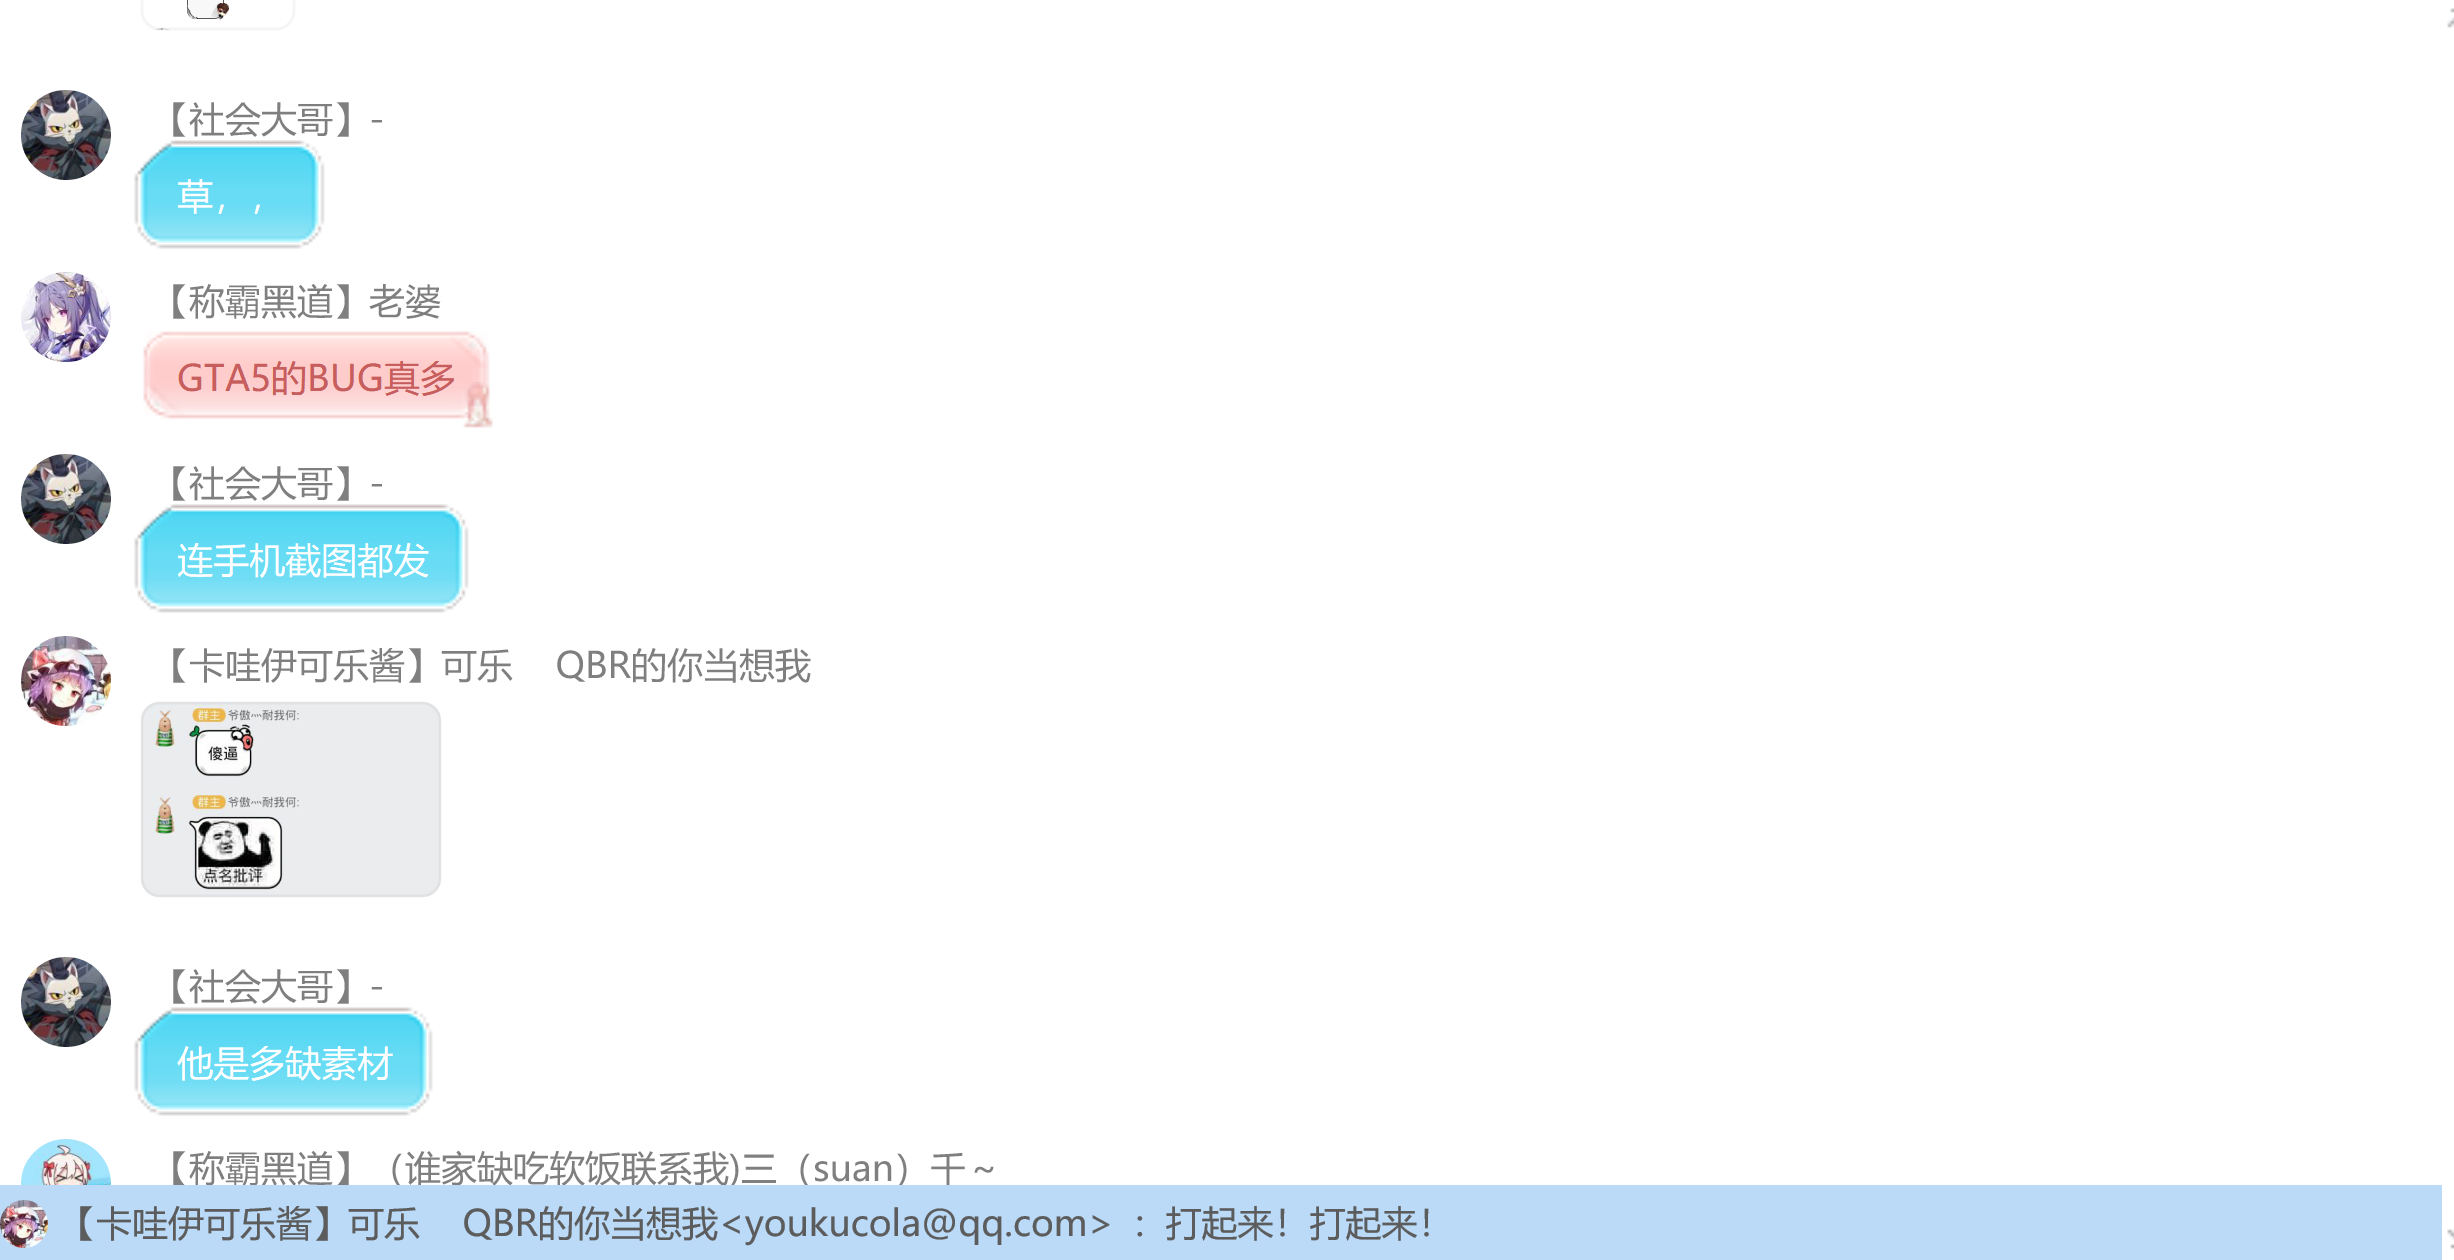 【社会大哥】-
草，，
【称霸黑道】老婆
GTA5的BUG真多
【社会大哥】-
连手机截图都发
【卡哇伊可乐酱】可乐 QBR的你当想我
群主 爷傲灬耐我何:
傻逼
群主 爷傲灬耐我何:
点名批评
【社会大哥】-
他是多缺素材
【称霸黑道】 (谁家缺吃软饭联系我)三（suan）千～
【卡哇伊可乐酱】可乐 QBR的你当想我<youkucola@qq.com> ：打起来！打起来！